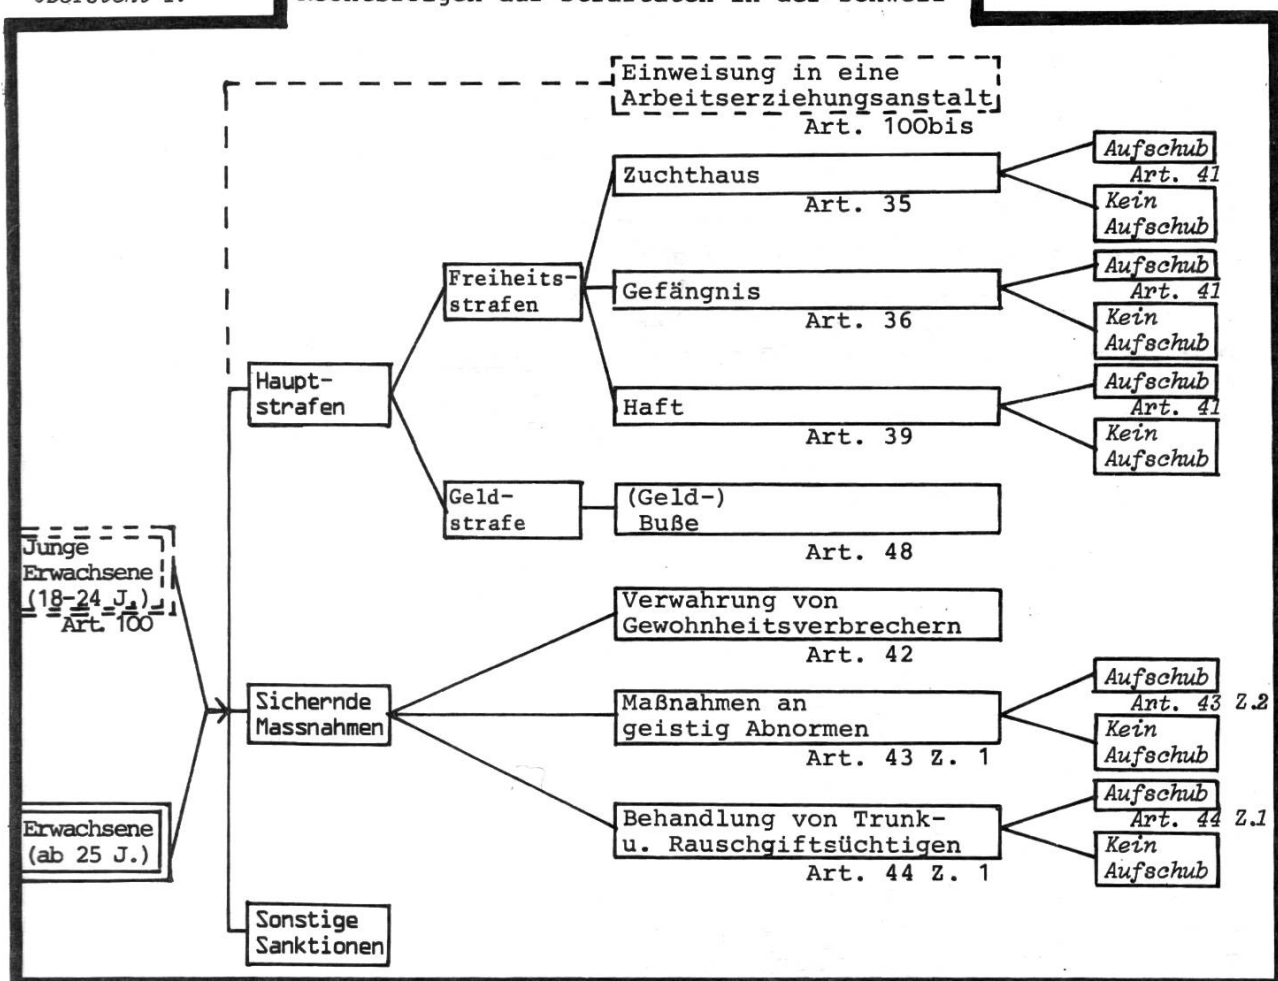 Einweisung in eine
Arbeitserziehungsanstalt
Art. 100bis
Zuchthaus
Art. 35
Aufschub
Art. 41
Kein
Aufschub
Freiheits-
strafen
Gefängnis
Art. 36
Aufschub
Art. 41
Kein
Aufschub
Haupt-
strafen
Haft
Art. 39
Aufschub
Art. 41
Kein
Aufschub
Geld-
strafe
(Geld-)
Buße
Art. 48
Junge
Erwachsene
(18-24 J.)
Art. 100
Verwahrung von
Gewohnheitsverbrechern
Art. 42
Sichernde
Massnahmen
Maßnahmen an
geistig Abnormen
Art. 43 Z. 1
Aufschub
Art. 43 Z.2
Kein
Aufschub
Erwachsene
(ab 25 J.)
Behandlung von Trunk-
u. Rauschgiftsüchtigen
Art. 44 Z. 1
Aufschub
Art. 44 Z.1
Kein
Aufschub
Sonstige
Sanktionen